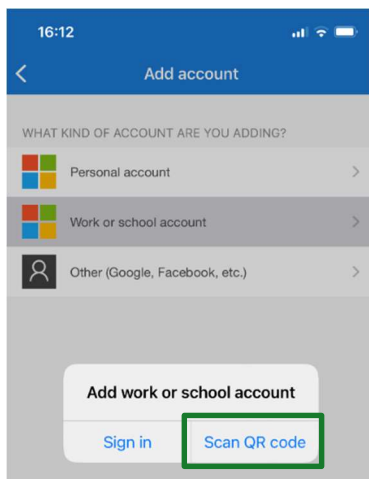 16:12
Add account
WHAT KIND OF ACCOUNT ARE YOU ADDING?
Personal account
Work or school account
Other (Google, Facebook, etc.)
Add work or school account
Sign in
Scan QR code